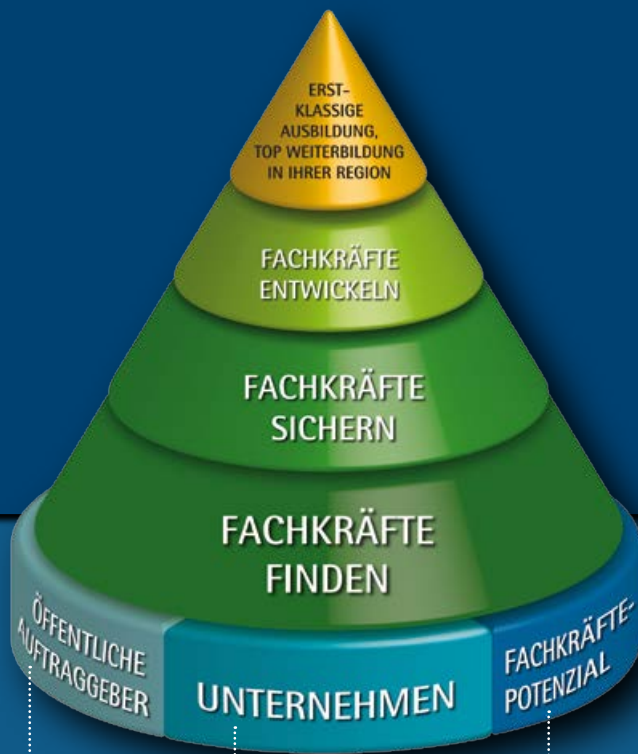 ERST-
KLASSIGE
AUSBILDUNG,
TOP WEITERBILDUNG
IN IHRER REGION
FACHKRÄFTE
ENTWICKELN
FACHKRÄFTE
SICHERN
FACHKRÄFTE
FINDEN
ÖFFENTLICHE
AUFTRAGGEBER
UNTERNEHMEN
FACHKRÄFTE-
POTENZIAL